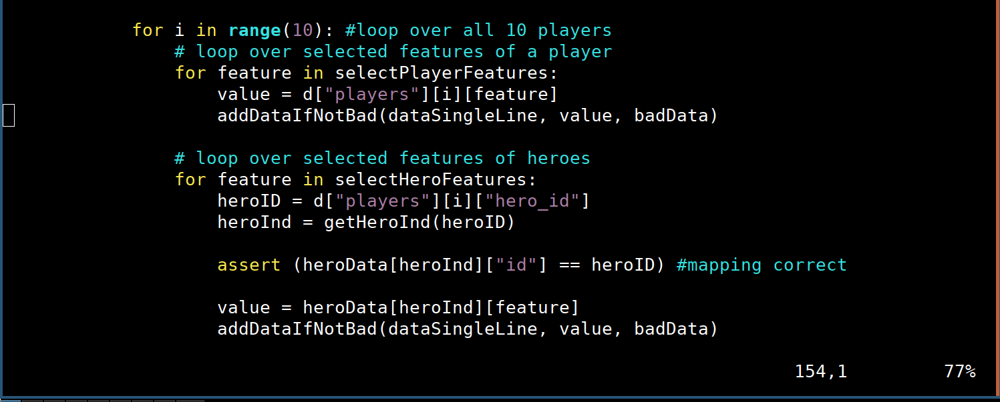 for i in range(10): #loop over all 10 players
# loop over selected features of a player
for feature in selectPlayerFeatures:
value = d["players"][i][feature]
addDataIfNotBad(dataSingleLine, value, badData)
# loop over selected features of heroes
for feature in selectHeroFeatures:
heroID = d["players"][i]["hero_id"]
heroInd = getHeroInd(heroID)
assert (heroData[heroInd]["id"] == heroID) #mapping correct
value = heroData[heroInd][feature]
addDataIfNotBad(dataSingleLine, value, badData)
154,1 77%